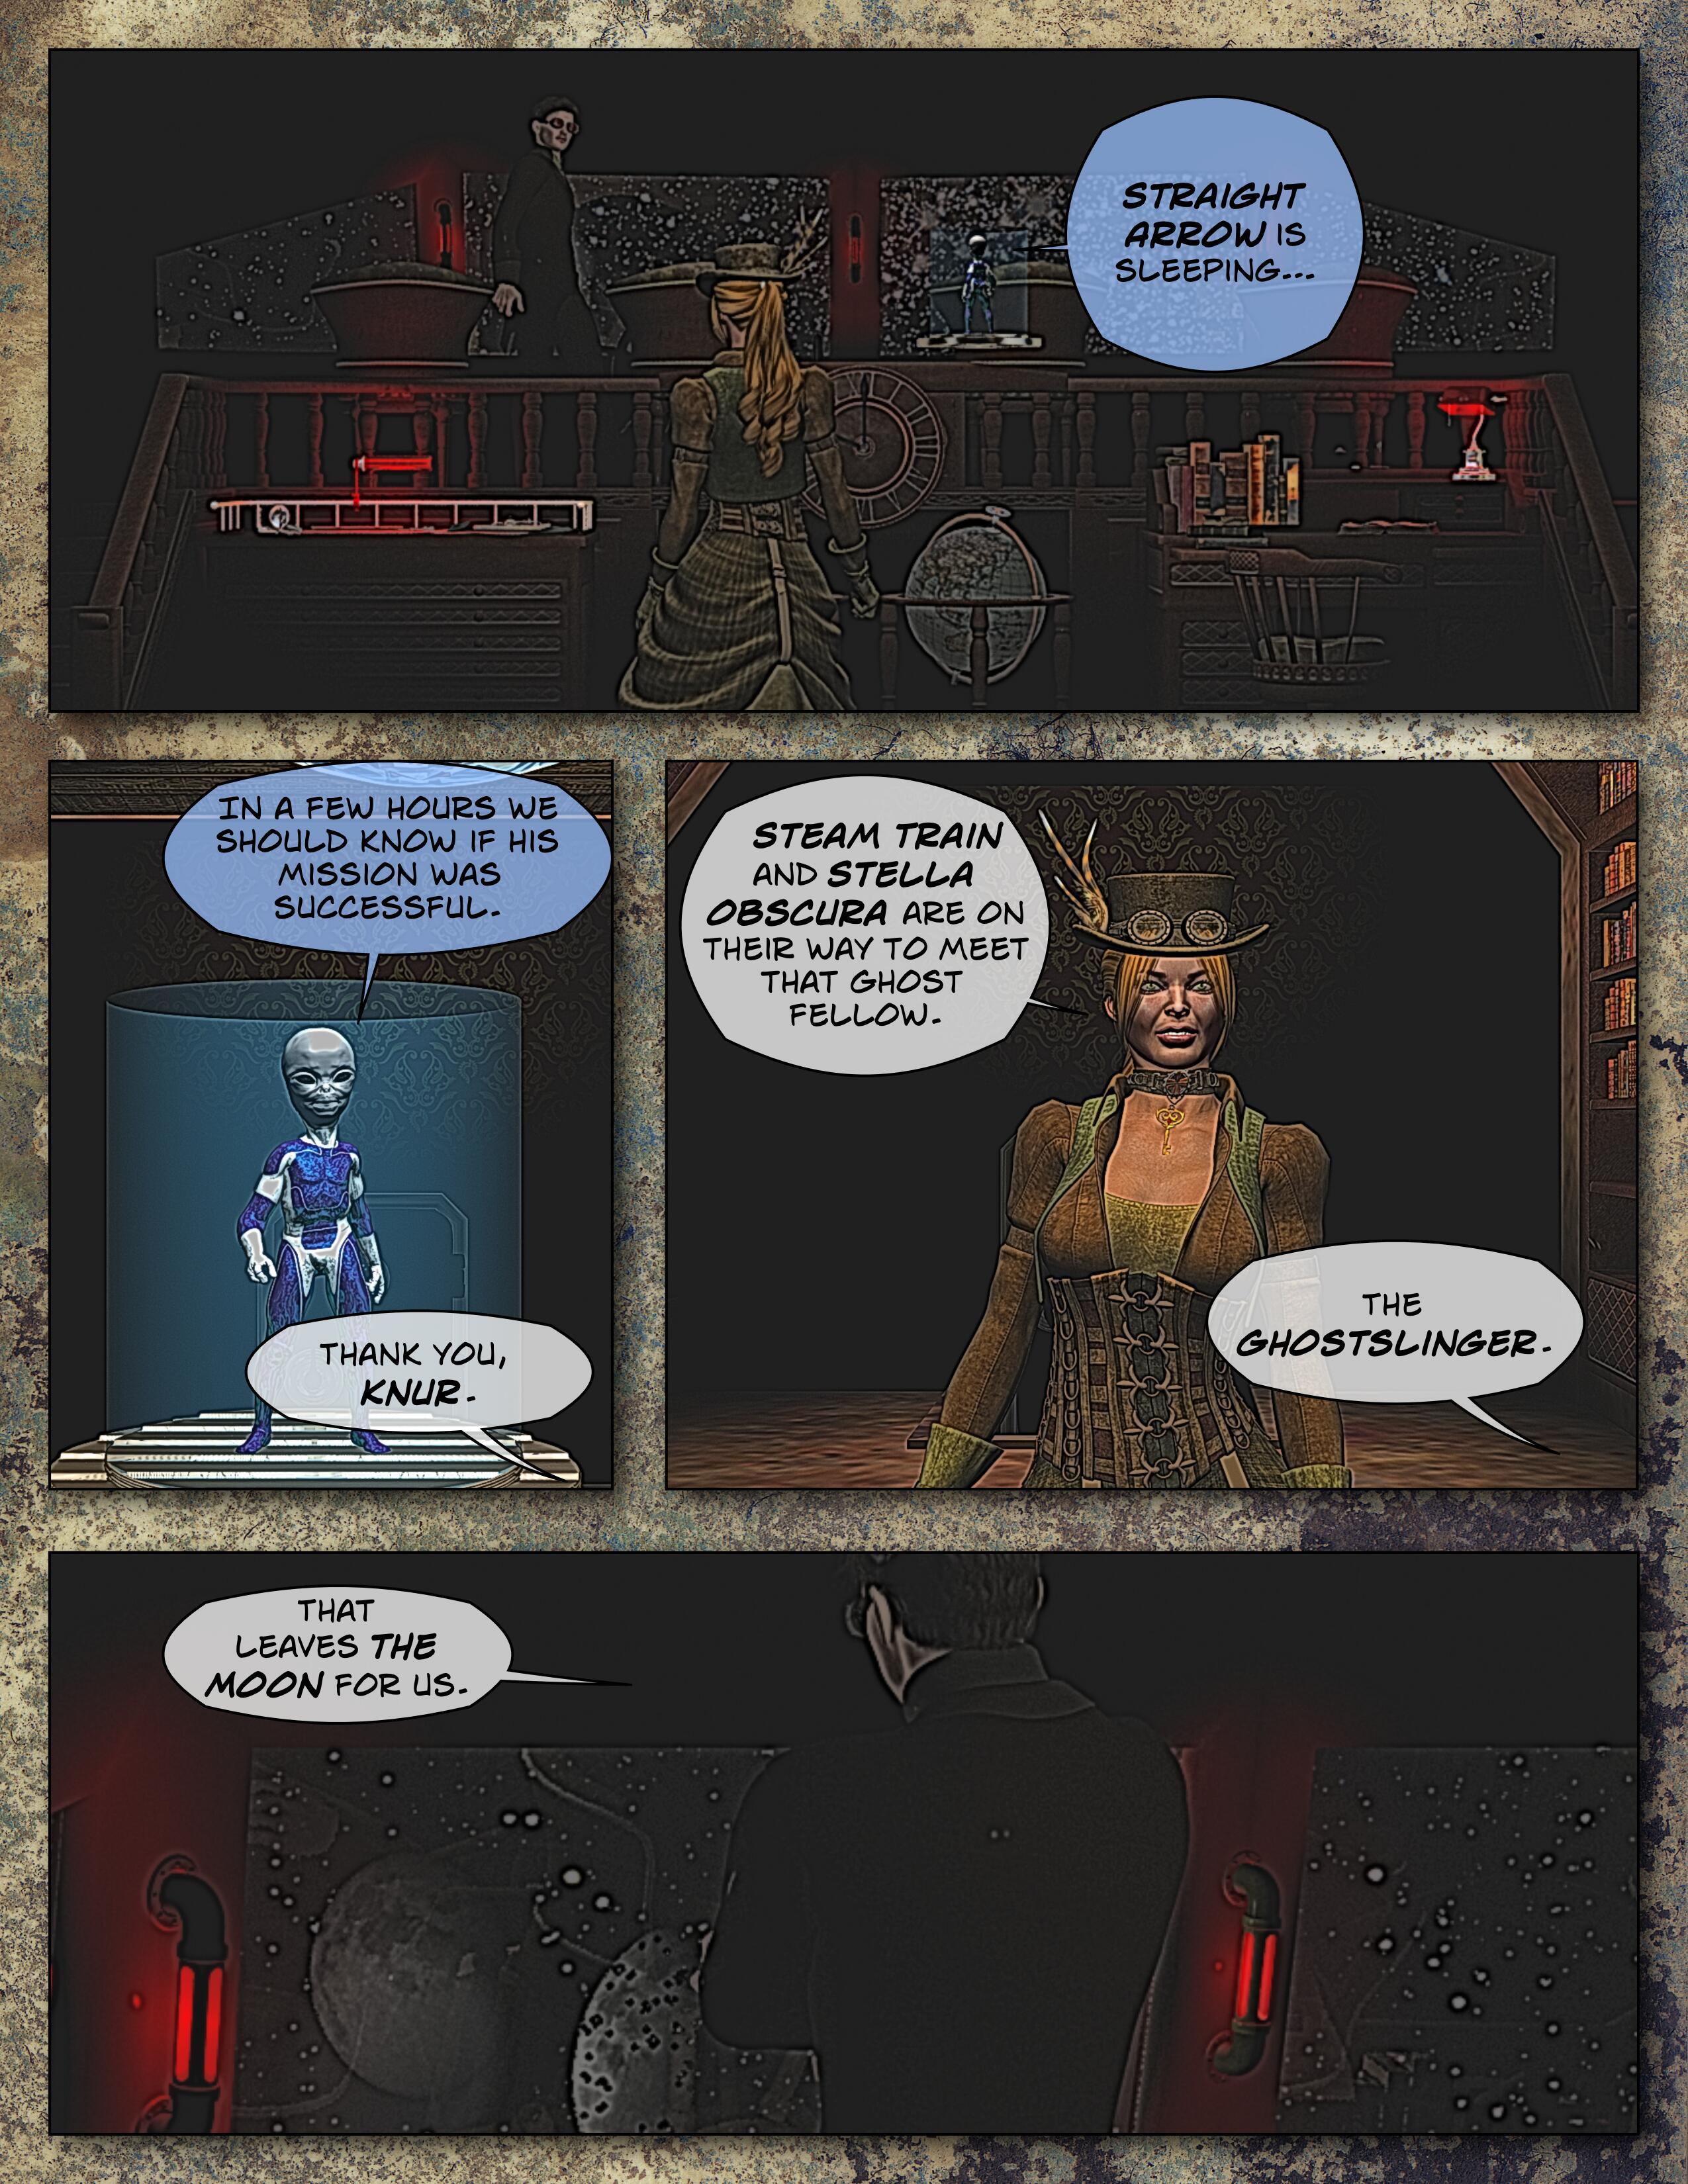 STRAIGHT
ARROW IS
SLEEPING...
IN A FEW HOURS WE
SHOULD KNOW IF HIS
MISSION WAS
SUCCESSFUL.
THANK YOU,
KNUR.
STEAM TRAIN
AND STELLA
OBSCURA ARE ON
THEIR WAY TO MEET
THAT GHOST
FELLOW.
THE
GHOSTSLINGER.
THAT
LEAVES THE
MOON FOR US.